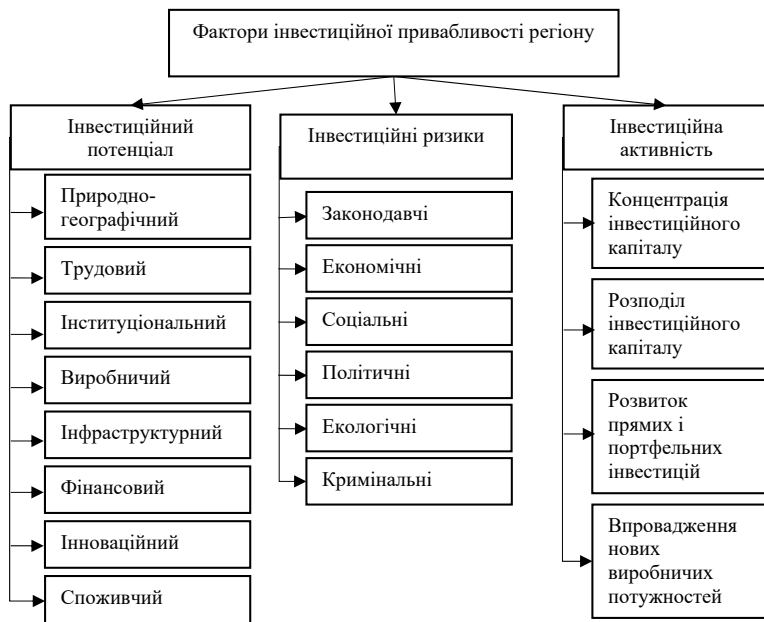 Фактори інвестиційної привабливості регіону
Інвестиційний
потенціал
Природно-
географічний
Трудовий
Інституціональний
Виробничий
Інфраструктурний
Фінансовий
Інноваційний
Споживчий
Інвестиційні ризики
Законодавчі
Економічні
Соціальні
Політичні
Екологічні
Кримінальні
Інвестиційна
активність
Концентрація
інвестиційного
капіталу
Розподіл
інвестиційного
капіталу
Розвиток
прямих і
портфельних
інвестицій
Впровадження
нових
виробничих
потужностей